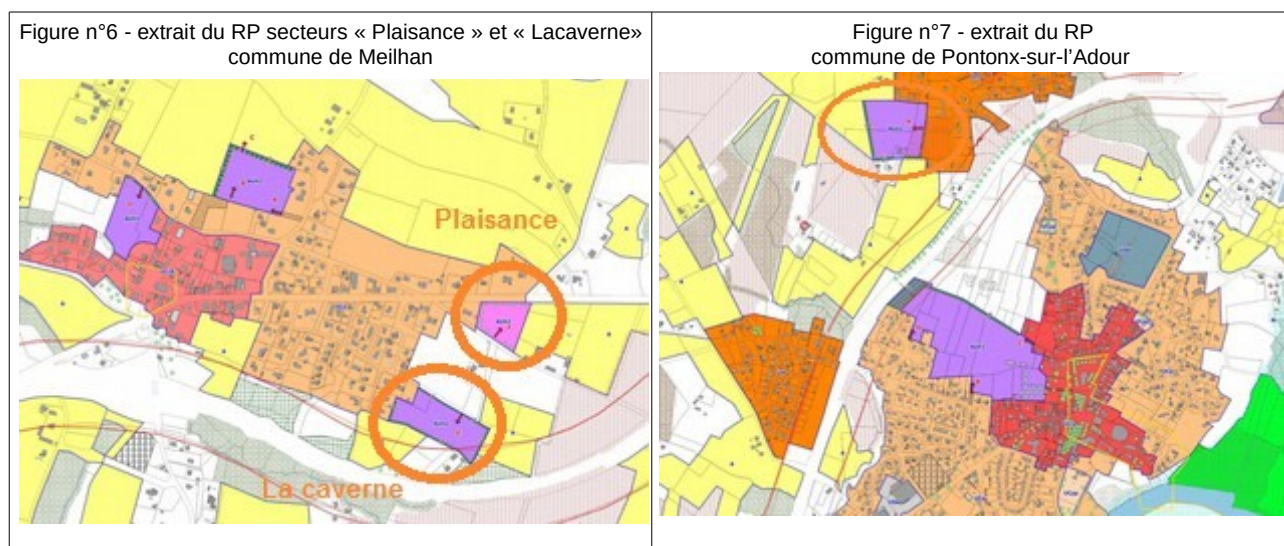 Figure n°6 - extrait du RP secteurs « Plaisance » et « Lacaverne»
commune de Meilhan
Plaisance
La caverne
Figure n°7 - extrait du RP
commune de Pontonx-sur-l'Adour